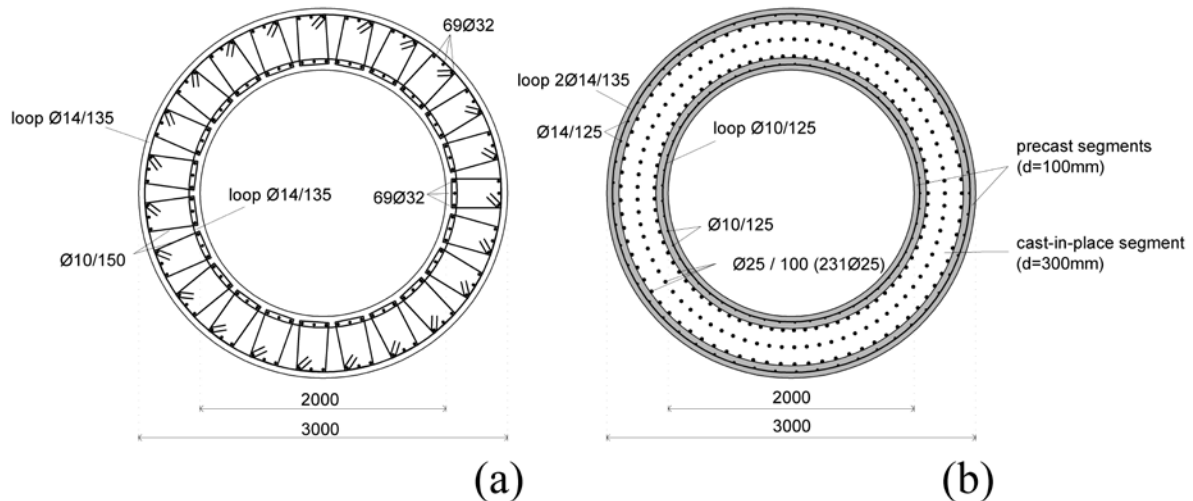 69Ø32
loop Ø14/135
loop Ø14/135
69Ø32
Ø10/150
2000
3000
(a)
loop 2Ø14/135
Ø14/125
loop Ø10/125
precast segments
(d=100mm)
Ø10/125
cast-in-place segment
(d=300mm)
Ø25 / 100 (231Ø25)
2000
3000
(b)